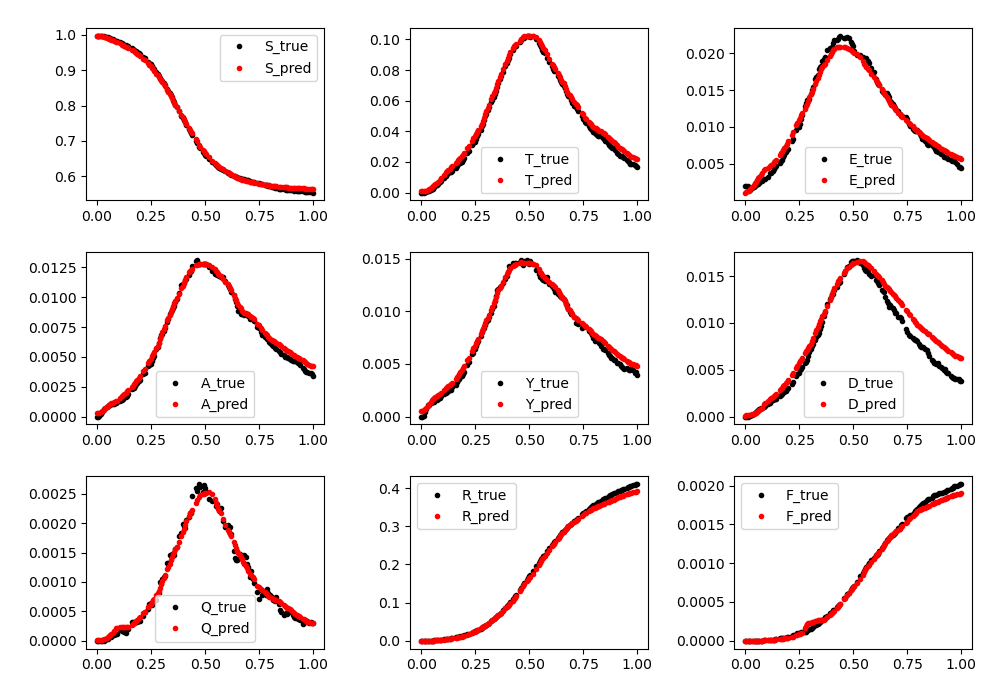 1.0
0.9
0.8
0.7
0.6
0.00 0.25 0.50 0.75 1.00
S_true
S_pred
0.10
0.08
0.06
0.04
0.02
0.00
0.00 0.25 0.50 0.75 1.00
T_true
T_pred
0.020
0.015
0.010
0.005
0.00 0.25 0.50 0.75 1.00
E_true
E_pred
0.0125
0.0100
0.0075
0.0050
0.0025
0.0000
0.00 0.25 0.50 0.75 1.00
A_true
A_pred
0.015
0.010
0.005
0.000
0.00 0.25 0.50 0.75 1.00
Y_true
Y_pred
0.015
0.010
0.005
0.000
0.00 0.25 0.50 0.75 1.00
D_true
D_pred
0.0025
0.0020
0.0015
0.0010
0.0005
0.0000
0.00 0.25 0.50 0.75 1.00
Q_true
Q_pred
0.4
0.3
0.2
0.1
0.0
0.00 0.25 0.50 0.75 1.00
R_true
R_pred
0.0020
0.0015
0.0010
0.0005
0.0000
0.00 0.25 0.50 0.75 1.00
F_true
F_pred